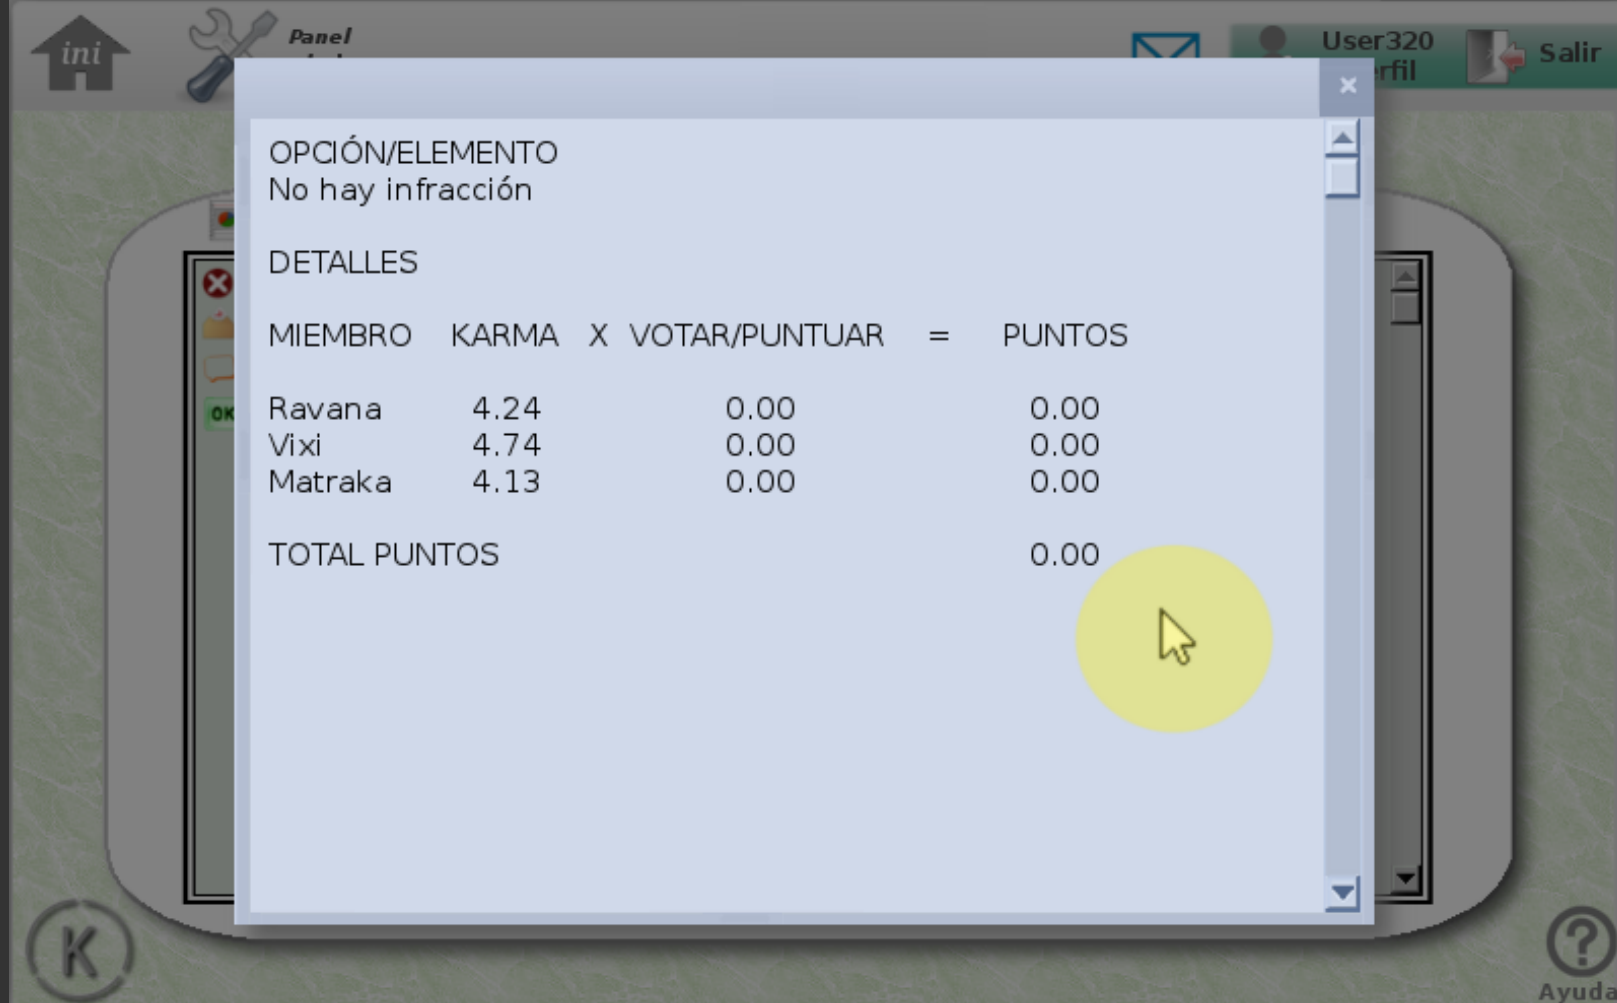 ini
Panel
User320
rfil
Salir
×
OPCIÓN/ELEMENTO
No hay infracción
DETALLES
MIEMBRO KARMA X VOTAR/PUNTUAR = PUNTOS
Ravana 4.24 0.00 0.00
Vixi 4.74 0.00 0.00
Matraka 4.13 0.00 0.00
TOTAL PUNTOS 0.00
OK
K
?
Ayuda